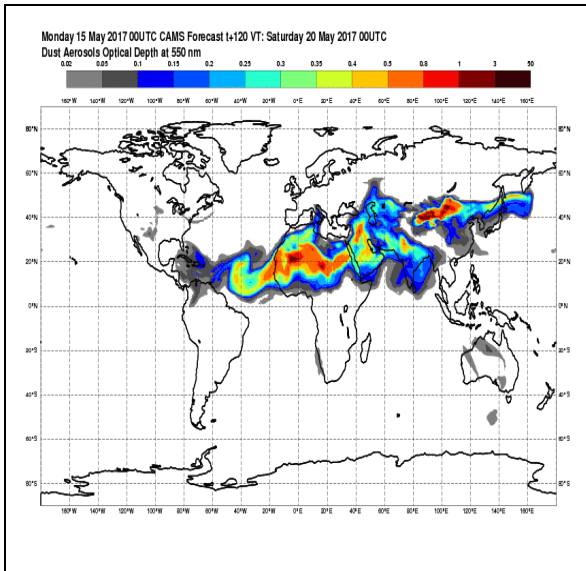 Monday 15 May 2017 00UTC CAMS Forecast t+120 VT: Saturday 20 May 2017 00UTC
Dust Aerosols Optical Depth at 550 nm
0.02 0.05 0.1 0.15 0.2 0.25 0.3 0.35 0.4 0.5 0.8 1 3 50
160°W 140°W 120°W 100°W 80°W 60°W 40°W 20°W 0°E 20°E 40°E 60°E 80°E 100°E 120°E 140°E 160°E
80°N 80°N
60°N 60°N
40°N 40°N
20°N 20°N
0°N 0°N
20°S 20°S
40°S 40°S
60°S 60°S
80°S 80°S
160°W 140°W 120°W 100°W 80°W 60°W 40°W 20°W 0°E 20°E 40°E 60°E 80°E 100°E 120°E 140°E 160°E